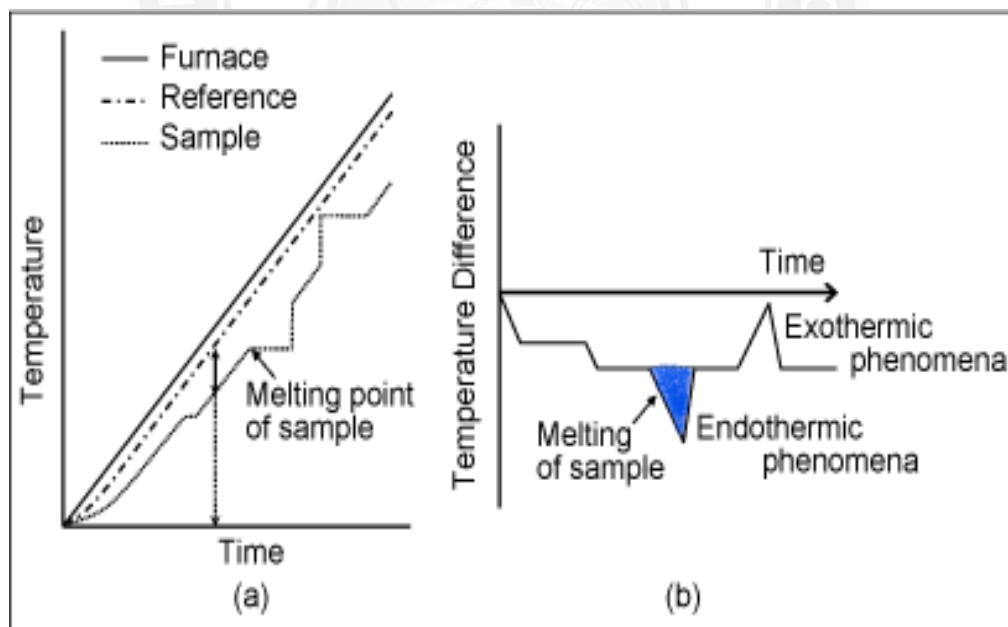 Furnace
Reference
Sample
Temperature
Melting point
of sample
Time
(a)
Temperature Difference
Time
Exothermic
phenomena
Melting
of sample
Endothermic
phenomena
(b)